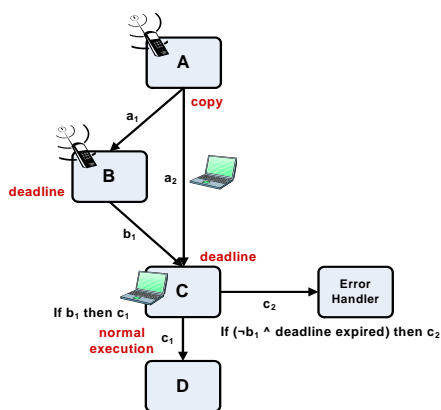 A
copy
a1
B
deadline
a2
b1
deadline
C
c2
Error
Handler
If b1 then c1
If (¬b1 ^ deadline expired) then c2
normal
execution
c1
D